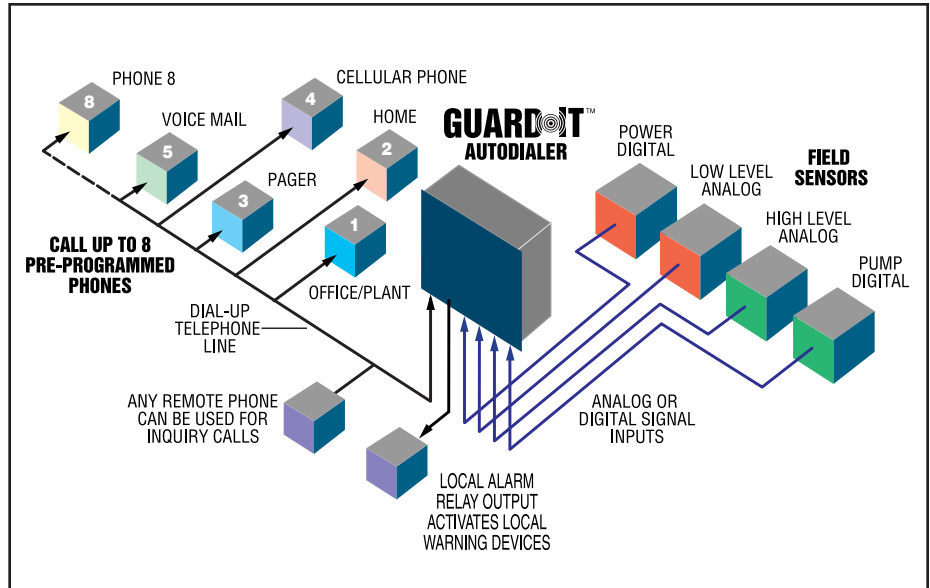 PHONE 8
8
CELLULAR PHONE
4
VOICE MAIL
5
HOME
2
PAGER
3
1
OFFICE/PLANT
CALL UP TO 8
PRE-PROGRAMMED
PHONES
DIAL-UP
TELEPHONE
LINE
ANY REMOTE PHONE
CAN BE USED FOR
INQUIRY CALLS
GUARD IT™
AUTODIALER
LOCAL ALARM
RELAY OUTPUT
ACTIVATES LOCAL
WARNING DEVICES
POWER
DIGITAL
LOW LEVEL
ANALOG
FIELD
SENSORS
HIGH LEVEL
ANALOG
PUMP
DIGITAL
ANALOG OR
DIGITAL SIGNAL
INPUTS